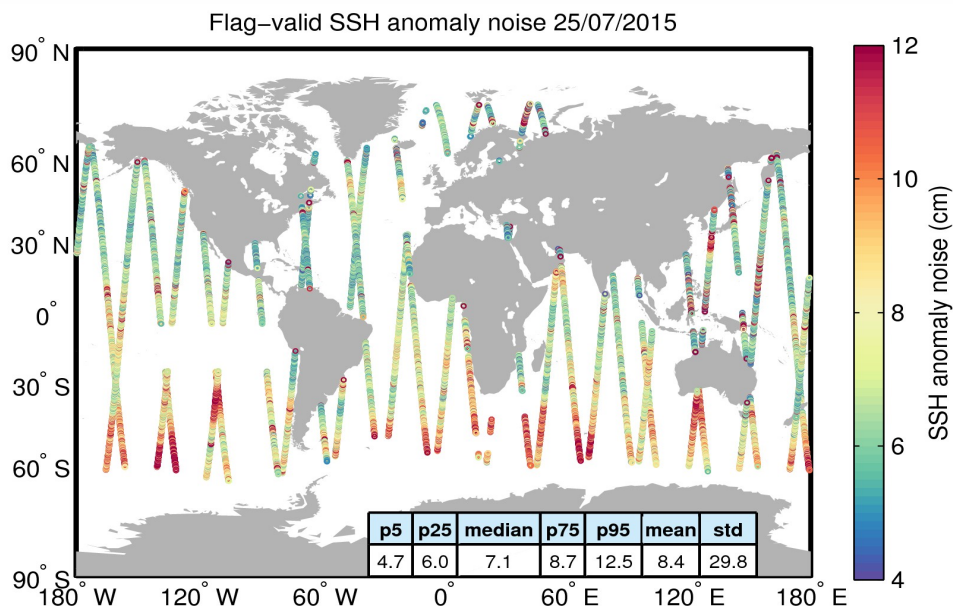 Flag−valid SSH anomaly noise 25/07/2015
90° N
60° N
30° N
0°
30° S
60° S
90° S
180° W 120° W 60° W 0° 60° E 120° E 180° E
p5 p25 median p75 p95 mean std
4.7 6.0 7.1 8.7 12.5 8.4 29.8
12
10
8
6
4
SSH anomaly noise (cm)